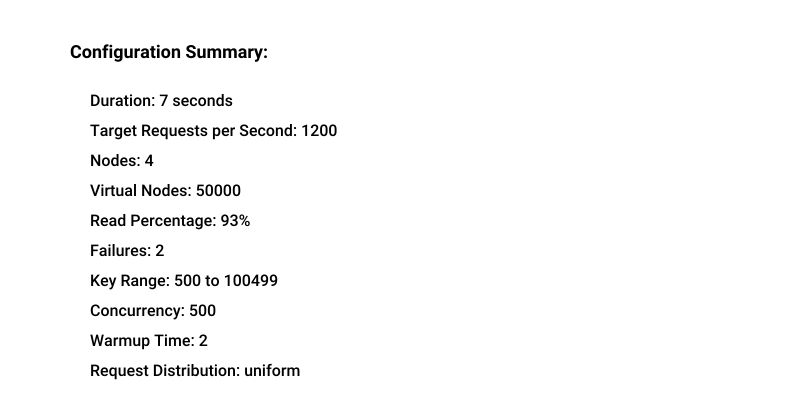 Configuration Summary:
Duration: 7 seconds
Target Requests per Second: 1200
Nodes: 4
Virtual Nodes: 50000
Read Percentage: 93%
Failures: 2
Key Range: 500 to 100499
Concurrency: 500
Warmup Time: 2
Request Distribution: uniform